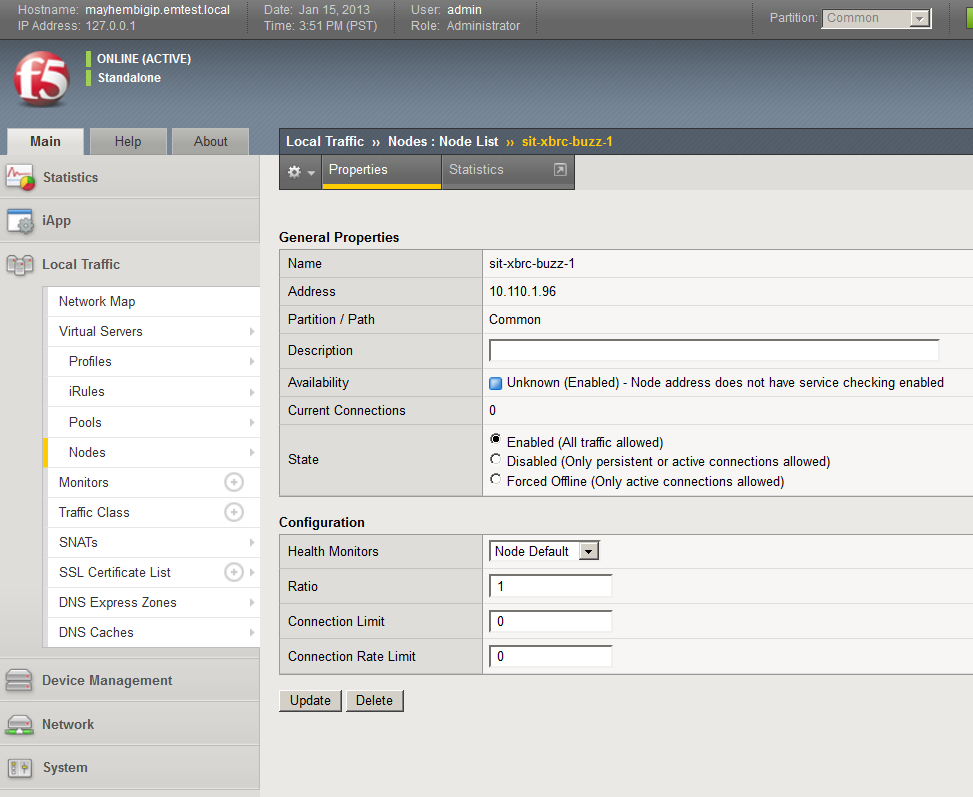 Hostname: mayhembigip.emtest.local Date: Jan 15, 2013 User: admin
IP Address: 127.0.0.1 Time: 3:51 PM (PST) Role: Administrator
Partition: Common
f5
ONLINE (ACTIVE)
Standalone
Main Help About
Statistics
iApp
Local Traffic
Network Map
Virtual Servers
Profiles
iRules
Pools
Nodes
Monitors
Traffic Class
SNATs
SSL Certificate List
DNS Express Zones
DNS Caches
Device Management
Network
System
Local Traffic ›› Nodes : Node List ›› sit-xbrc-buzz-1
Properties Statistics
General Properties
Name sit-xbrc-buzz-1
Address 10.110.1.96
Partition / Path Common
Description
Availability Unknown (Enabled) - Node address does not have service checking enabled
Current Connections 0
State
Enabled (All traffic allowed)
Disabled (Only persistent or active connections allowed)
Forced Offline (Only active connections allowed)
Configuration
Health Monitors Node Default
Ratio 1
Connection Limit 0
Connection Rate Limit 0
Update Delete